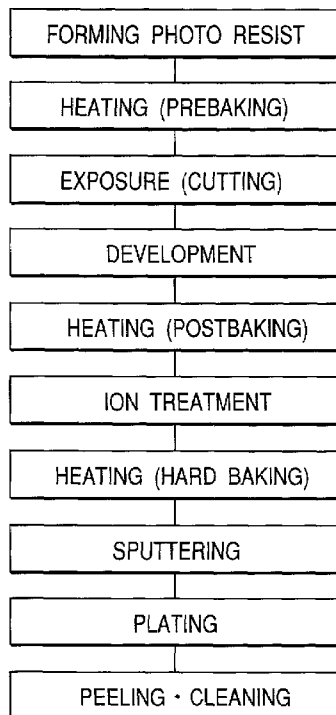 FORMING PHOTO RESIST
HEATING (PREBAKING)
EXPOSURE (CUTTING)
DEVELOPMENT
HEATING (POSTBAKING)
ION TREATMENT
HEATING (HARD BAKING)
SPUTTERING
PLATING
PEELING · CLEANING